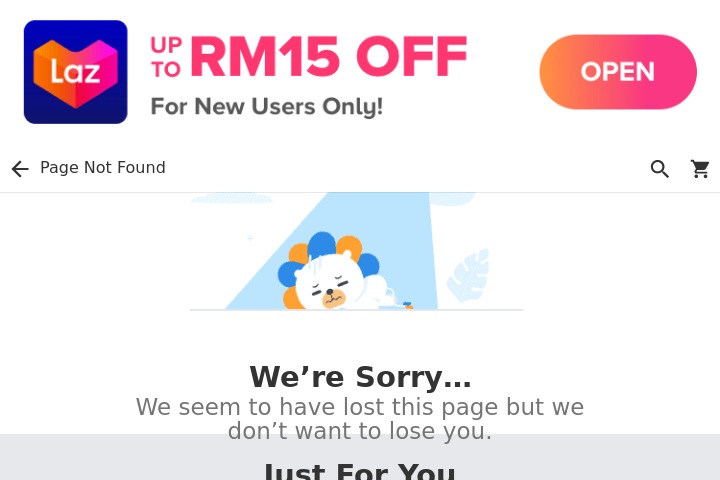 Laz
UP TO RM15 OFF
For New Users Only!
OPEN
Page Not Found
We’re Sorry…
We seem to have lost this page but we
don’t want to lose you.
Just For You